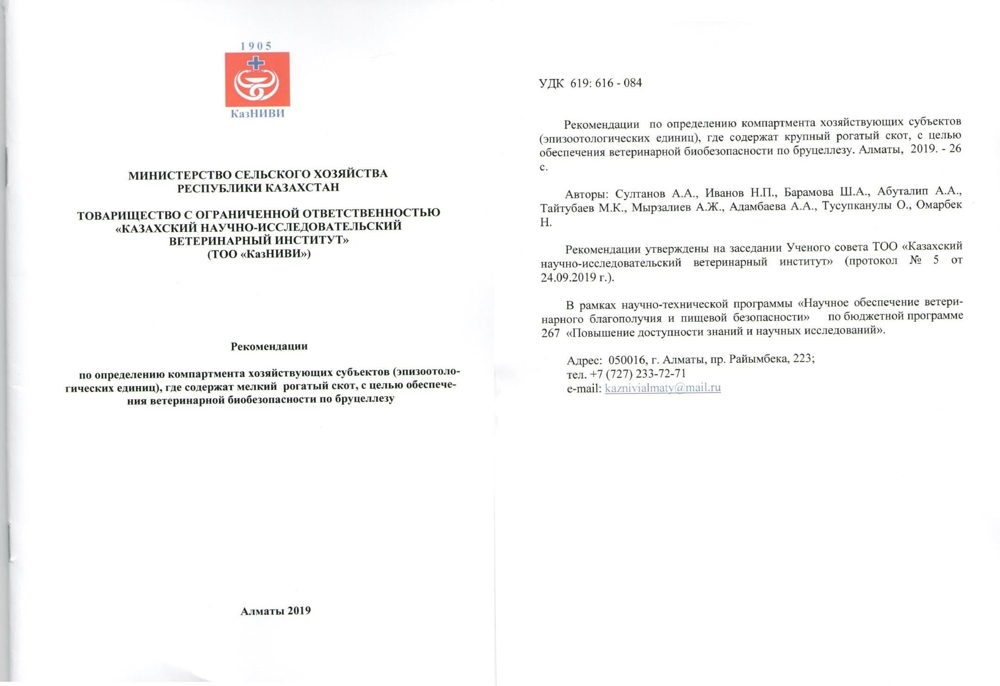 1905
КазНИВИ
МИНИСТЕРСТВО СЕЛЬСКОГО ХОЗЯЙСТВА
РЕСПУБЛИКИ КАЗАХСТАН
ТОВАРИЩЕСТВО С ОГРАНИЧЕННОЙ ОТВЕТСТВЕННОСТЬЮ
«КАЗАХСКИЙ НАУЧНО-ИССЛЕДОВАТЕЛЬСКИЙ
ВЕТЕРИНАРНЫЙ ИНСТИТУТ»
(ТОО «КазНИВИ»)
Рекомендации
по определению компартмента хозяйствующих субъектов (эпизоотоло-
гических единиц), где содержат мелкий рогатый скот, с целью обеспече-
ния ветеринарной биобезопасности по бруцеллезу
Алматы 2019
УДК 619: 616 - 084
Рекомендации по определению компартмента хозяйствующих субъектов
(эпизоотологических единиц), где содержат крупный рогатый скот, с целью
обеспечения ветеринарной биобезопасности по бруцеллезу. Алматы, 2019. - 26
с.
Авторы: Султанов А.А., Иванов Н.П., Барамова Ш.А., Абуталип А.А.,
Тайтубаев М.К., Мырзалиев А.Ж., Адамбаева А.А., Тусупканулы О., Омарбек
Н.
Рекомендации утверждены на заседании Ученого совета ТОО «Казахский
научно-исследовательский ветеринарный институт» (протокол № 5 от
24.09.2019 г.).
В рамках научно-технической программы «Научное обеспечение ветери-
нарного благополучия и пищевой безопасности» по бюджетной программе
267 «Повышение доступности знаний и научных исследований».
Адрес: 050016, г. Алматы, пр. Райымбека, 223;
тел. +7 (727) 233-72-71
e-mail: kaznivialmaty@mail.ru